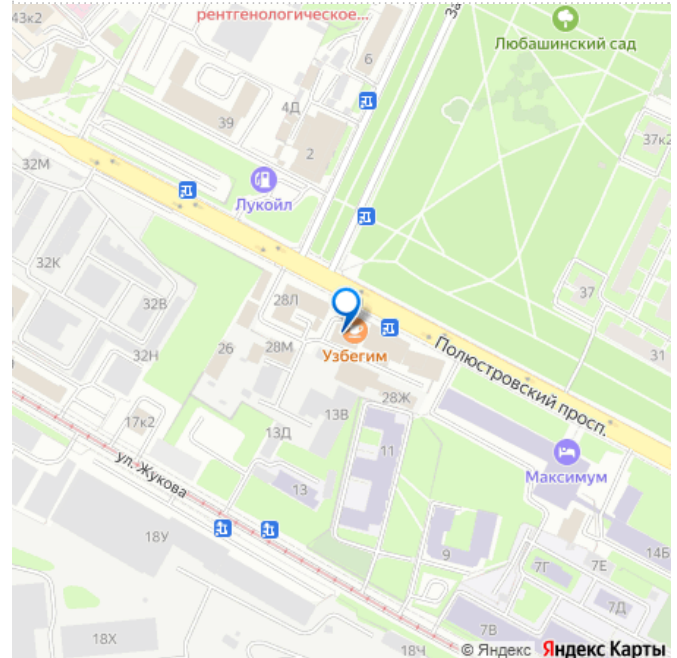 43к2
рентгенологическое...
За
6
Любашинский сад
4Д
39
2
37к2
32М
Лукойл
32К
28Л
37
32В
26
28М
Узбегим
31
32Н
Полюстровский просп.
28Ж
17к2
13В
13Д
11
ул. Жукова
13
Максимум
18У
9
7Г
7Е
14Б
7Д
7В
18Х
18Ч
© Яндекс Яндекс Карты